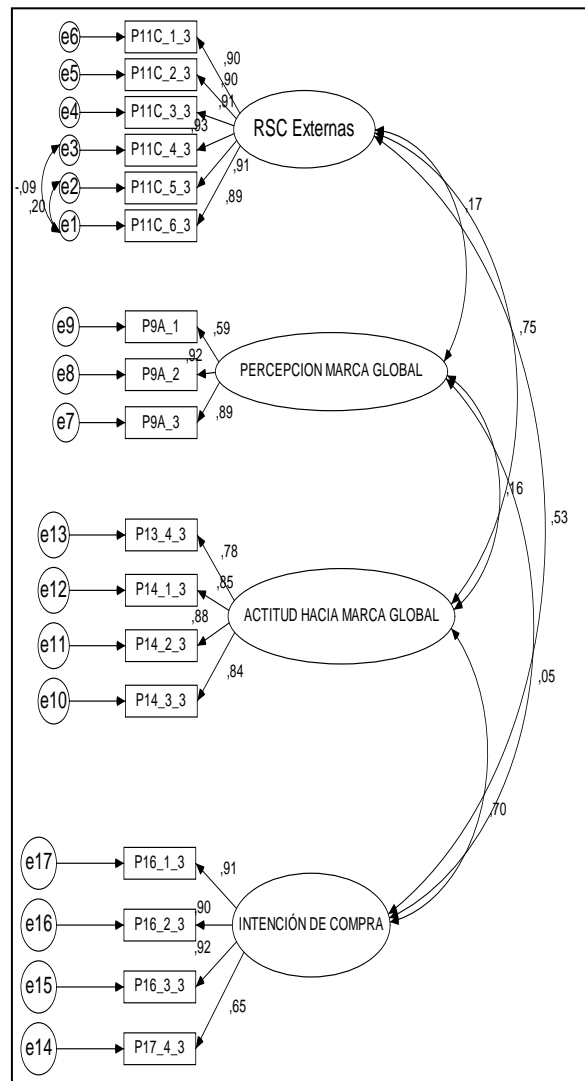 e6 P11C_1_3
,90
e5 P11C_2_3
,90
e4 P11C_3_3
,91
RSC Externas
e3 P11C_4_3
,93
-,09
e2 P11C_5_3
,91
,20
e1 P11C_6_3
,89
,17
e9 P9A_1
,59
,75
e8 P9A_2
,92
PERCEPCION MARCA GLOBAL
e7 P9A_3
,89
,16
,53
e13 P13_4_3
,78
e12 P14_1_3
,85
ACTITUD HACIA MARCA GLOBAL
e11 P14_2_3
,88
e10 P14_3_3
,84
,05
,70
e17 P16_1_3
,91
e16 P16_2_3
,90
INTENCIÓN DE COMPRA
e15 P16_3_3
,92
e14 P17_4_3
,65